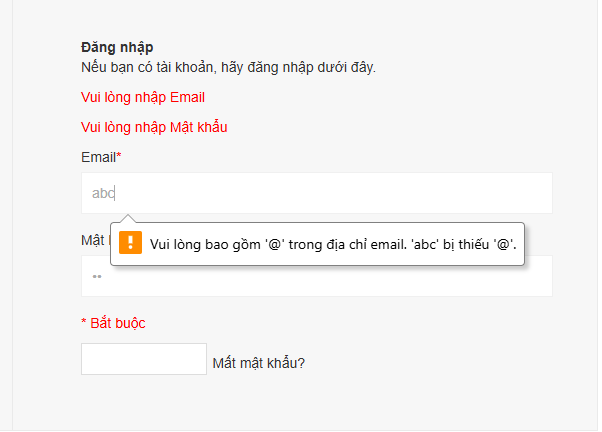 Đăng nhập
Nếu bạn có tài khoản, hãy đăng nhập dưới đây.
Vui lòng nhập Email
Vui lòng nhập Mật khẩu
Email*
abc
Vui lòng bao gồm '@' trong địa chỉ email. 'abc' bị thiếu '@'.
Mật
* Bắt buộc
Mất mật khẩu?